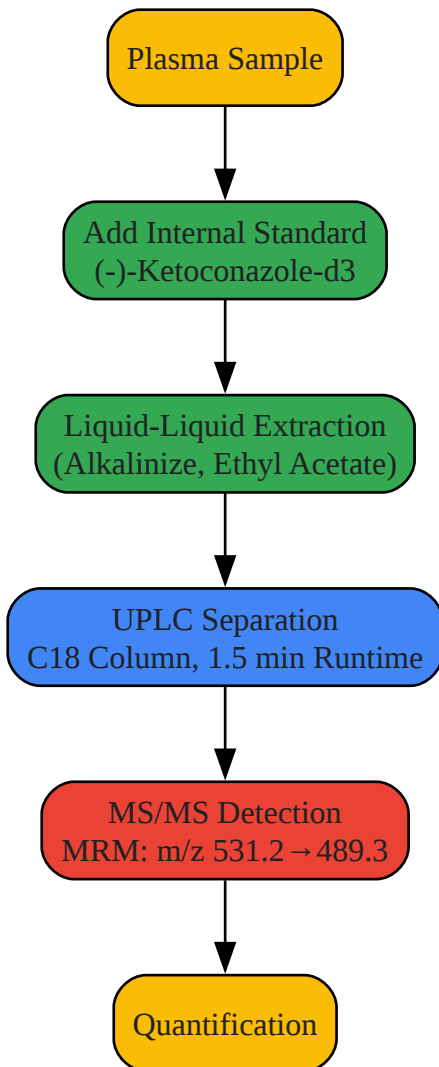 Plasma Sample
Add Internal Standard
(-)-Ketoconazole-d3
Liquid-Liquid Extraction
(Alkalinize, Ethyl Acetate)
UPLC Separation
C18 Column, 1.5 min Runtime
MS/MS Detection
MRM: m/z 531.2→489.3
Quantification